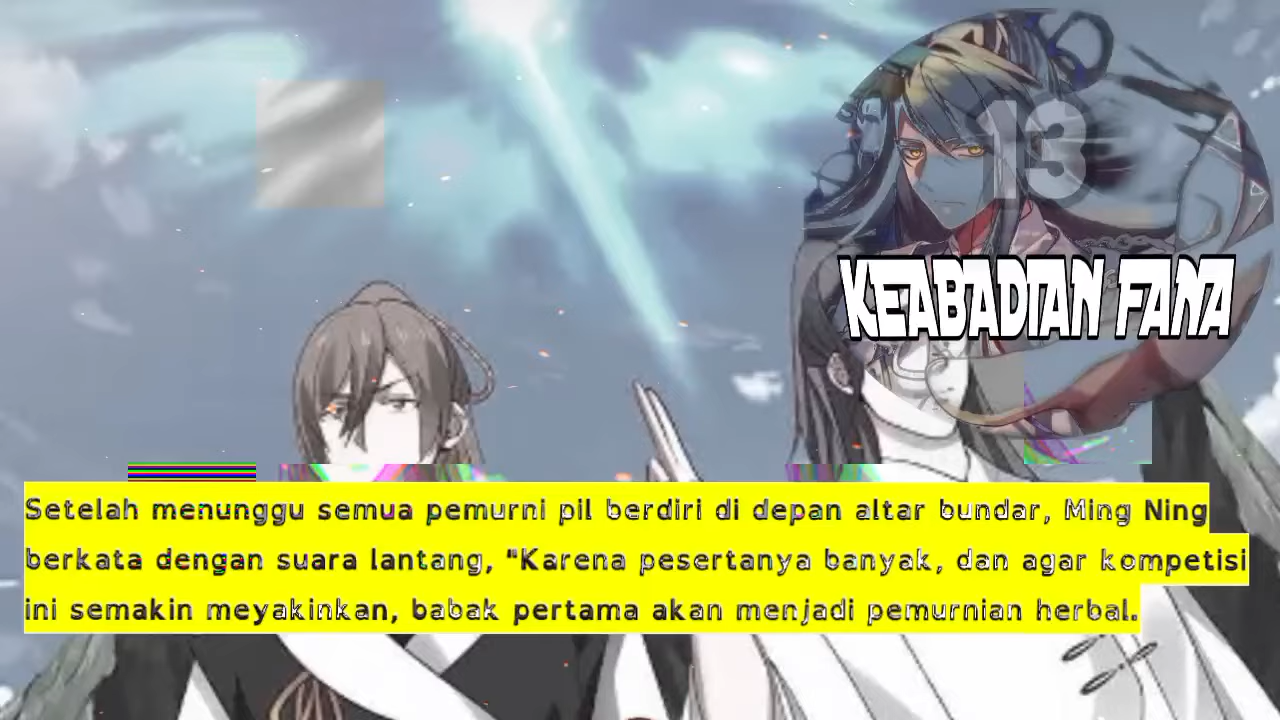 13
KEABADIAN FANA
Setelah menunggu semua pemurni pil berdiri di depan altar bundar, Ming Ning
berkata dengan suara lantang, "Karena pesertanya banyak, dan agar kompetisi
ini semakin meyakinkan, babak pertama akan menjadi pemurnian herbal.